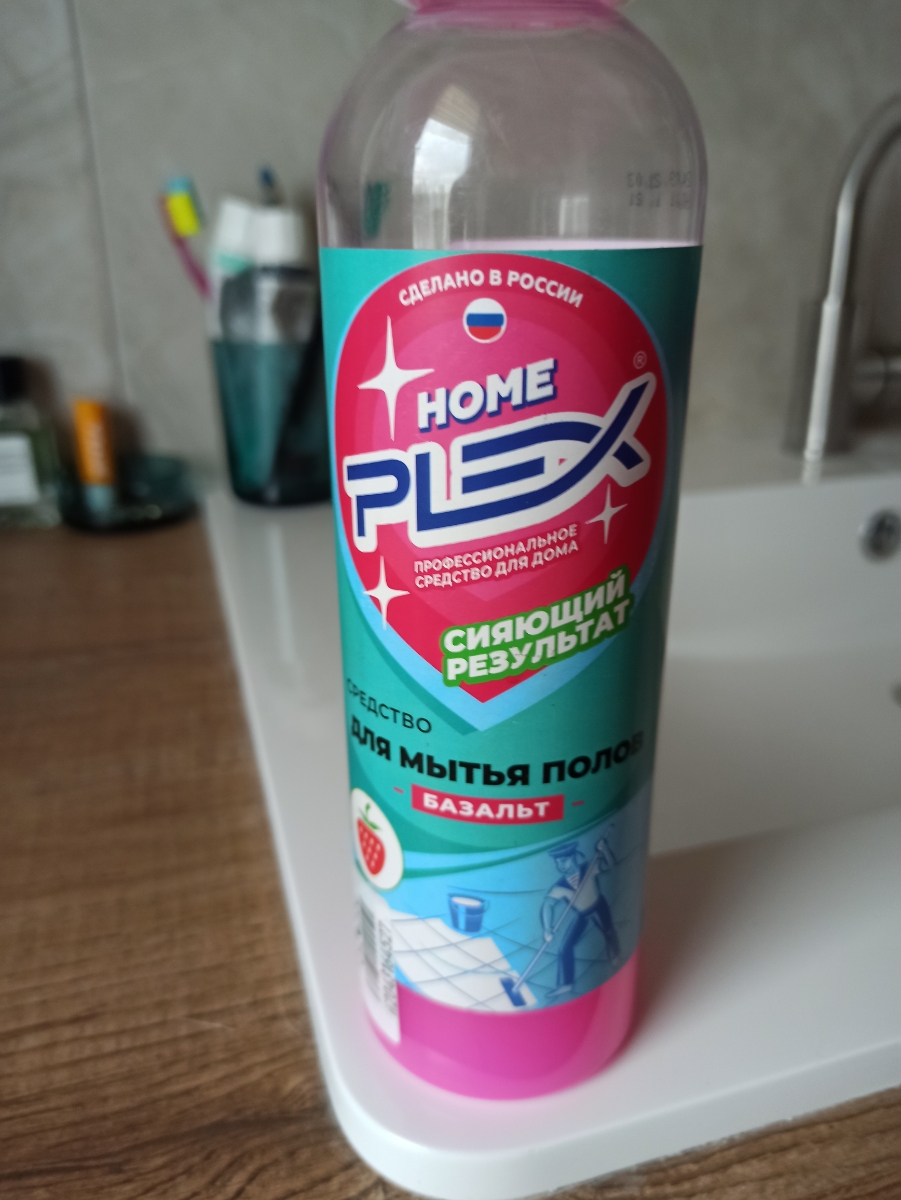 СДЕЛАНО В РОССИИ
HOME
PLEX
®
ПРОФЕССИОНАЛЬНОЕ
СРЕДСТВО ДЛЯ ДОМА
СИЯЮЩИЙ
РЕЗУЛЬТАТ
СРЕДСТВО
ДЛЯ МЫТЬЯ ПОЛОВ
- БАЗАЛЬТ -